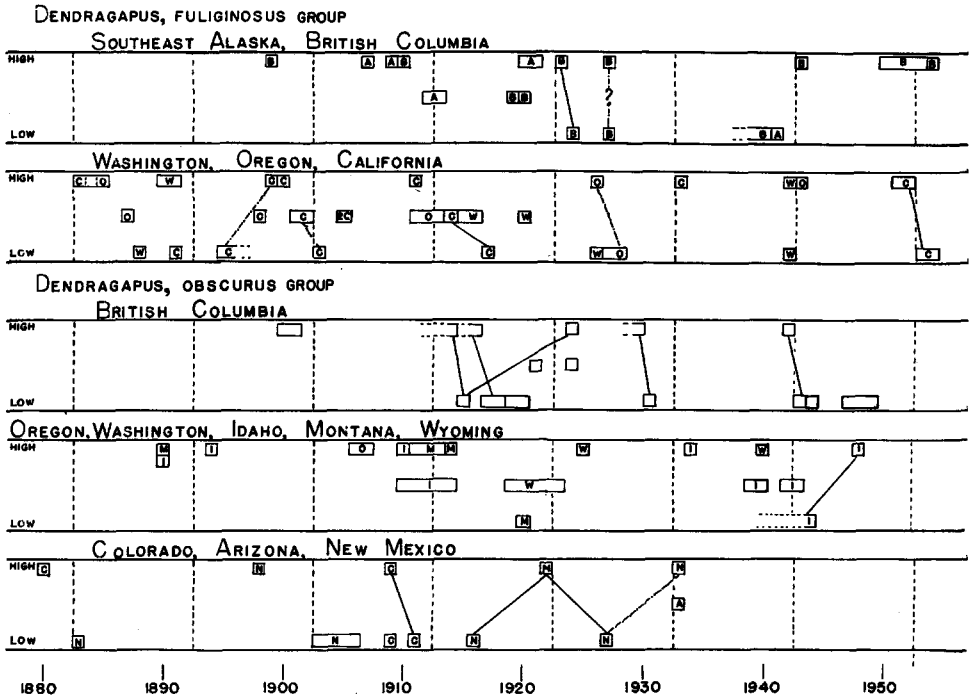 DENDRAGAPUS, FULIGINOSUS GROUP
SOUTHEAST ALASKA, BRITISH COLUMBIA
HIGH B A A B A B B B B B
A B B ?
LOW B B B A
WASHINGTON, OREGON, CALIFORNIA
HIGH C O W O C C O C W O C
O C C O C W W
LOW W C C C C W O W C
DENDRAGAPUS, OBSCURUS GROUP
BRITISH COLUMBIA
HIGH
LOW
OREGON, WASHINGTON, IDAHO, MONTANA, WYOMING
HIGH M I O I M M W I W I
I
W I I
LOW M I
COLORADO, ARIZONA, NEW MEXICO
HIGH C N C N N
A
LOW N N C C N N
1880 1890 1900 1910 1920 1930 1940 1950